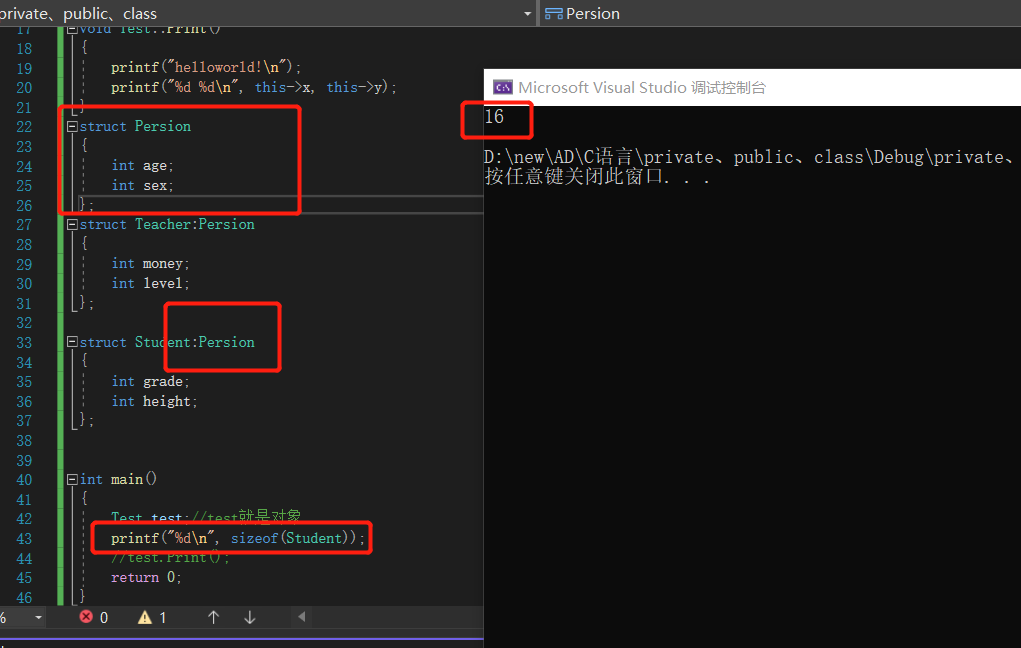 private、public、class
Persion
17 void Test::Print()
18 {
19 printf("helloworld!\n");
20 printf("%d %d\n", this->x, this->y);
21 }
22 struct Persion
23 {
24 int age;
25 int sex;
26 };
27 struct Teacher:Persion
28 {
29 int money;
30 int level;
31 };
32
33 struct Student:Persion
34 {
35 int grade;
36 int height;
37 };
38
39
40 int main()
41 {
42 Test test;//test就是对象
43 printf("%d\n", sizeof(Student));
44 //test.Print();
45 return 0;
46 }
% 0 1
Microsoft Visual Studio 调试控制台
16
D:\new\AD\C语言\private、public、class\Debug\private、
按任意键关闭此窗口. . .